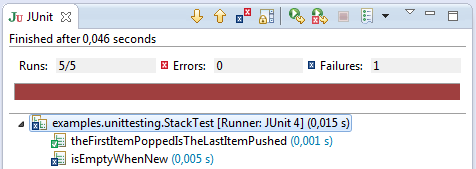 JUnit
Finished after 0,046 seconds
Runs: 5/5 Errors: 0 Failures: 1
examples.unittesting.StackTest [Runner: JUnit 4] (0,015 s)
theFirstItemPoppedIsTheLastItemPushed (0,001 s)
isEmptyWhenNew (0,005 s)